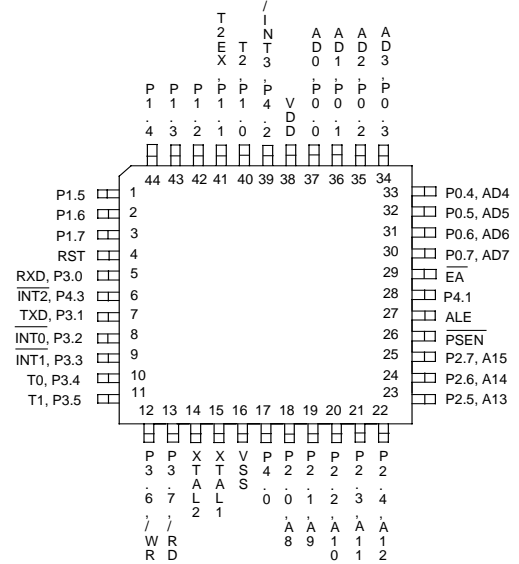 P1.4
P1.3
P1.2
T2EX,P1.1
T2,P1.0
/INT3,P4.2
VDD
AD0,P0.0
AD1,P0.1
AD2,P0.2
AD3,P0.3
44 43 42 41 40 39 38 37 36 35 34
P1.5 1
P1.6 2
P1.7 3
RST 4
RXD, P3.0 5
INT2, P4.3 6
TXD, P3.1 7
INT0, P3.2 8
INT1, P3.3 9
T0, P3.4 10
T1, P3.5 11
33 P0.4, AD4
32 P0.5, AD5
31 P0.6, AD6
30 P0.7, AD7
29 EA
28 P4.1
27 ALE
26 PSEN
25 P2.7, A15
24 P2.6, A14
23 P2.5, A13
12 13 14 15 16 17 18 19 20 21 22
P3.6,/WR
P3.7,/RD
XTAL2
XTAL1
VSS
P4.0
P2.0,A8
P2.1,A9
P2.2,A10
P2.3,A11
P2.4,A12